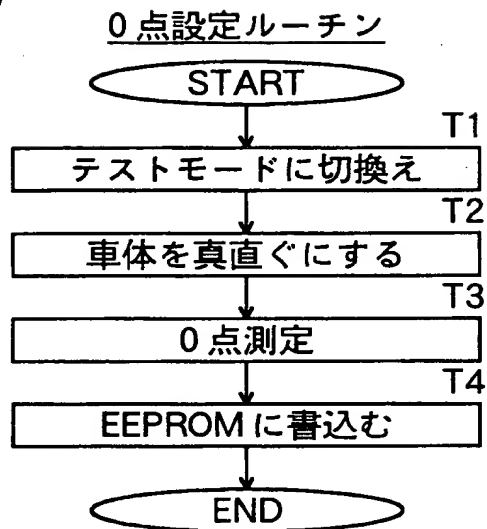 0点設定ルーチン
START
T1
テストモードに切換え
T2
車体を真直ぐにする
T3
0点測定
T4
EEPROMに書込む
END